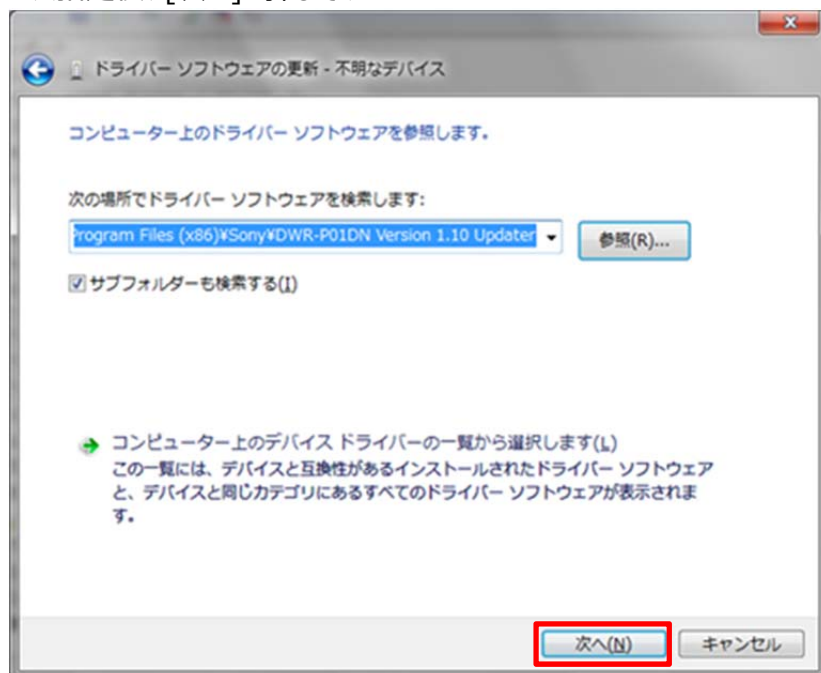 ドライバー ソフトウェアの更新 - 不明なデバイス
コンピューター上のドライバー ソフトウェアを参照します。
次の場所でドライバー ソフトウェアを検索します:
Program Files (x86)¥Sony¥DWR-P01DN Version 1.10 Updater
参照(R)...
サブフォルダーも検索する(I)
コンピューター上のデバイス ドライバーの一覧から選択します(L)
この一覧には、デバイスと互換性があるインストールされたドライバー ソフトウェア
と、デバイスと同じカテゴリにあるすべてのドライバー ソフトウェアが表示されま
す。
次へ(N)
キャンセル